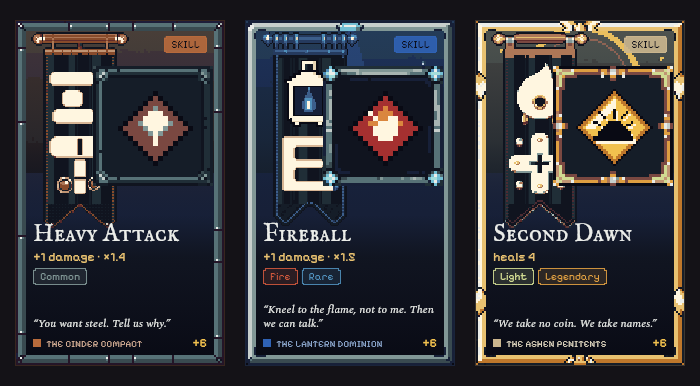 SKILL
HEAVY ATTACK
+1 damage · ×1.4
Common
“You want steel. Tell us why.”
THE CINDER COMPACT +6
SKILL
FIREBALL
+1 damage · ×1.5
Fire Rare
“Kneel to the flame, not to me. Then
we can talk.”
THE LANTERN DOMINION +6
SKILL
SECOND DAWN
heals 4
Light Legendary
“We take no coin. We take names.”
THE ASHEN PENITENTS +6